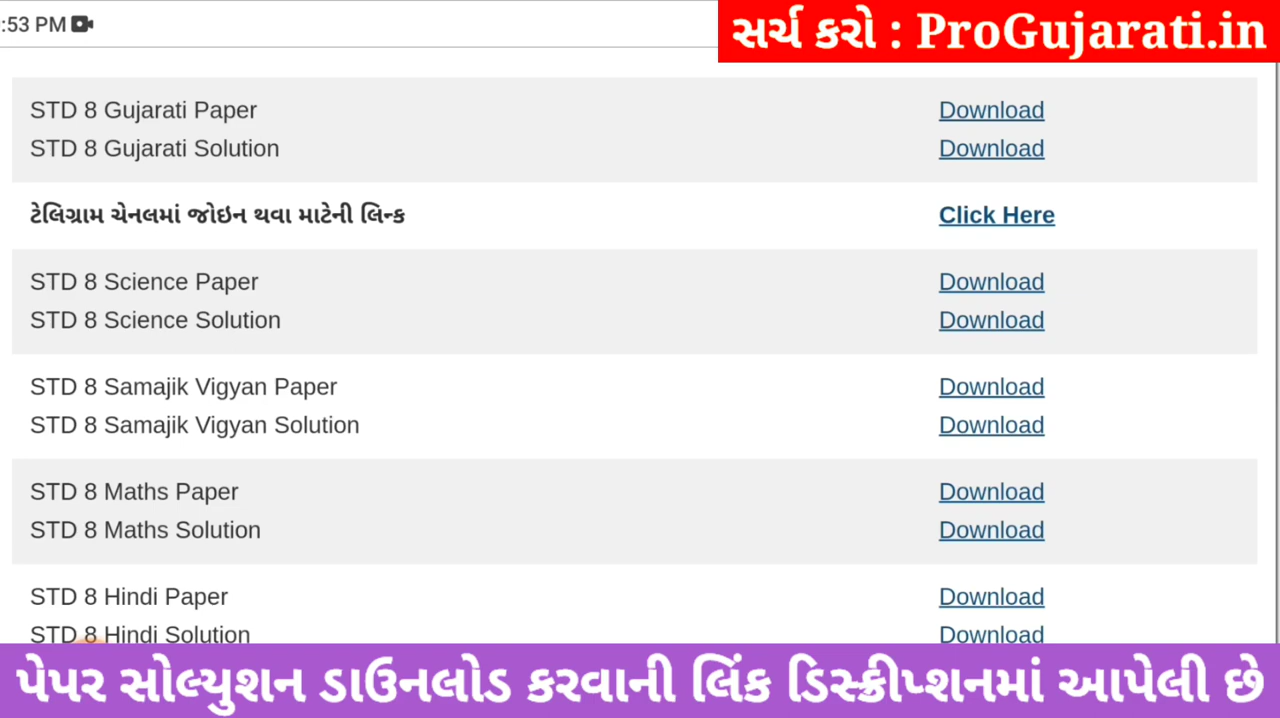 :53 PM
સર્ચ કરો : ProGujarati.in
STD 8 Gujarati Paper Download
STD 8 Gujarati Solution Download
ટેલિગ્રામ ચેનલમાં જોઇન થવા માટેની લિન્ક Click Here
STD 8 Science Paper Download
STD 8 Science Solution Download
STD 8 Samajik Vigyan Paper Download
STD 8 Samajik Vigyan Solution Download
STD 8 Maths Paper Download
STD 8 Maths Solution Download
STD 8 Hindi Paper Download
STD 8 Hindi Solution Download
પેપર સોલ્યુશન ડાઉનલોડ કરવાની લિંક ડિસ્ક્રીપ્શનમાં આપેલી છે